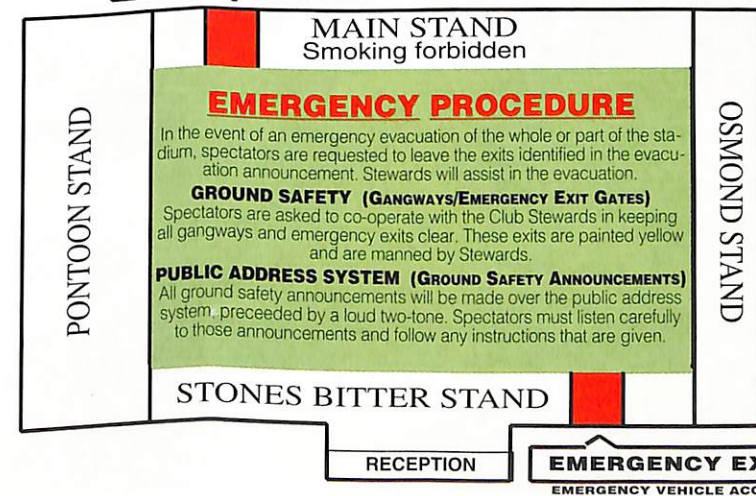 MAIN STAND
Smoking forbidden
PONTOON STAND
EMERGENCY PROCEDURE
In the event of an emergency evacuation of the whole or part of the sta-
dium, spectators are requested to leave the exits identified in the evacu-
ation announcement. Stewards will assist in the evacuation.
GROUND SAFETY (GANGWAYS/EMERGENCY EXIT GATES)
Spectators are asked to co-operate with the Club Stewards in keeping
all gangways and emergency exits clear. These exits are painted yellow
and are manned by Stewards.
PUBLIC ADDRESS SYSTEM (GROUND SAFETY ANNOUNCEMENTS)
All ground safety announcements will be made over the public address
system, preceeded by a loud two-tone. Spectators must listen carefully
to those announcements and follow any instructions that are given.
OSMOND STAND
STONES BITTER STAND
RECEPTION
EMERGENCY
EMERGENCY VEHICLE